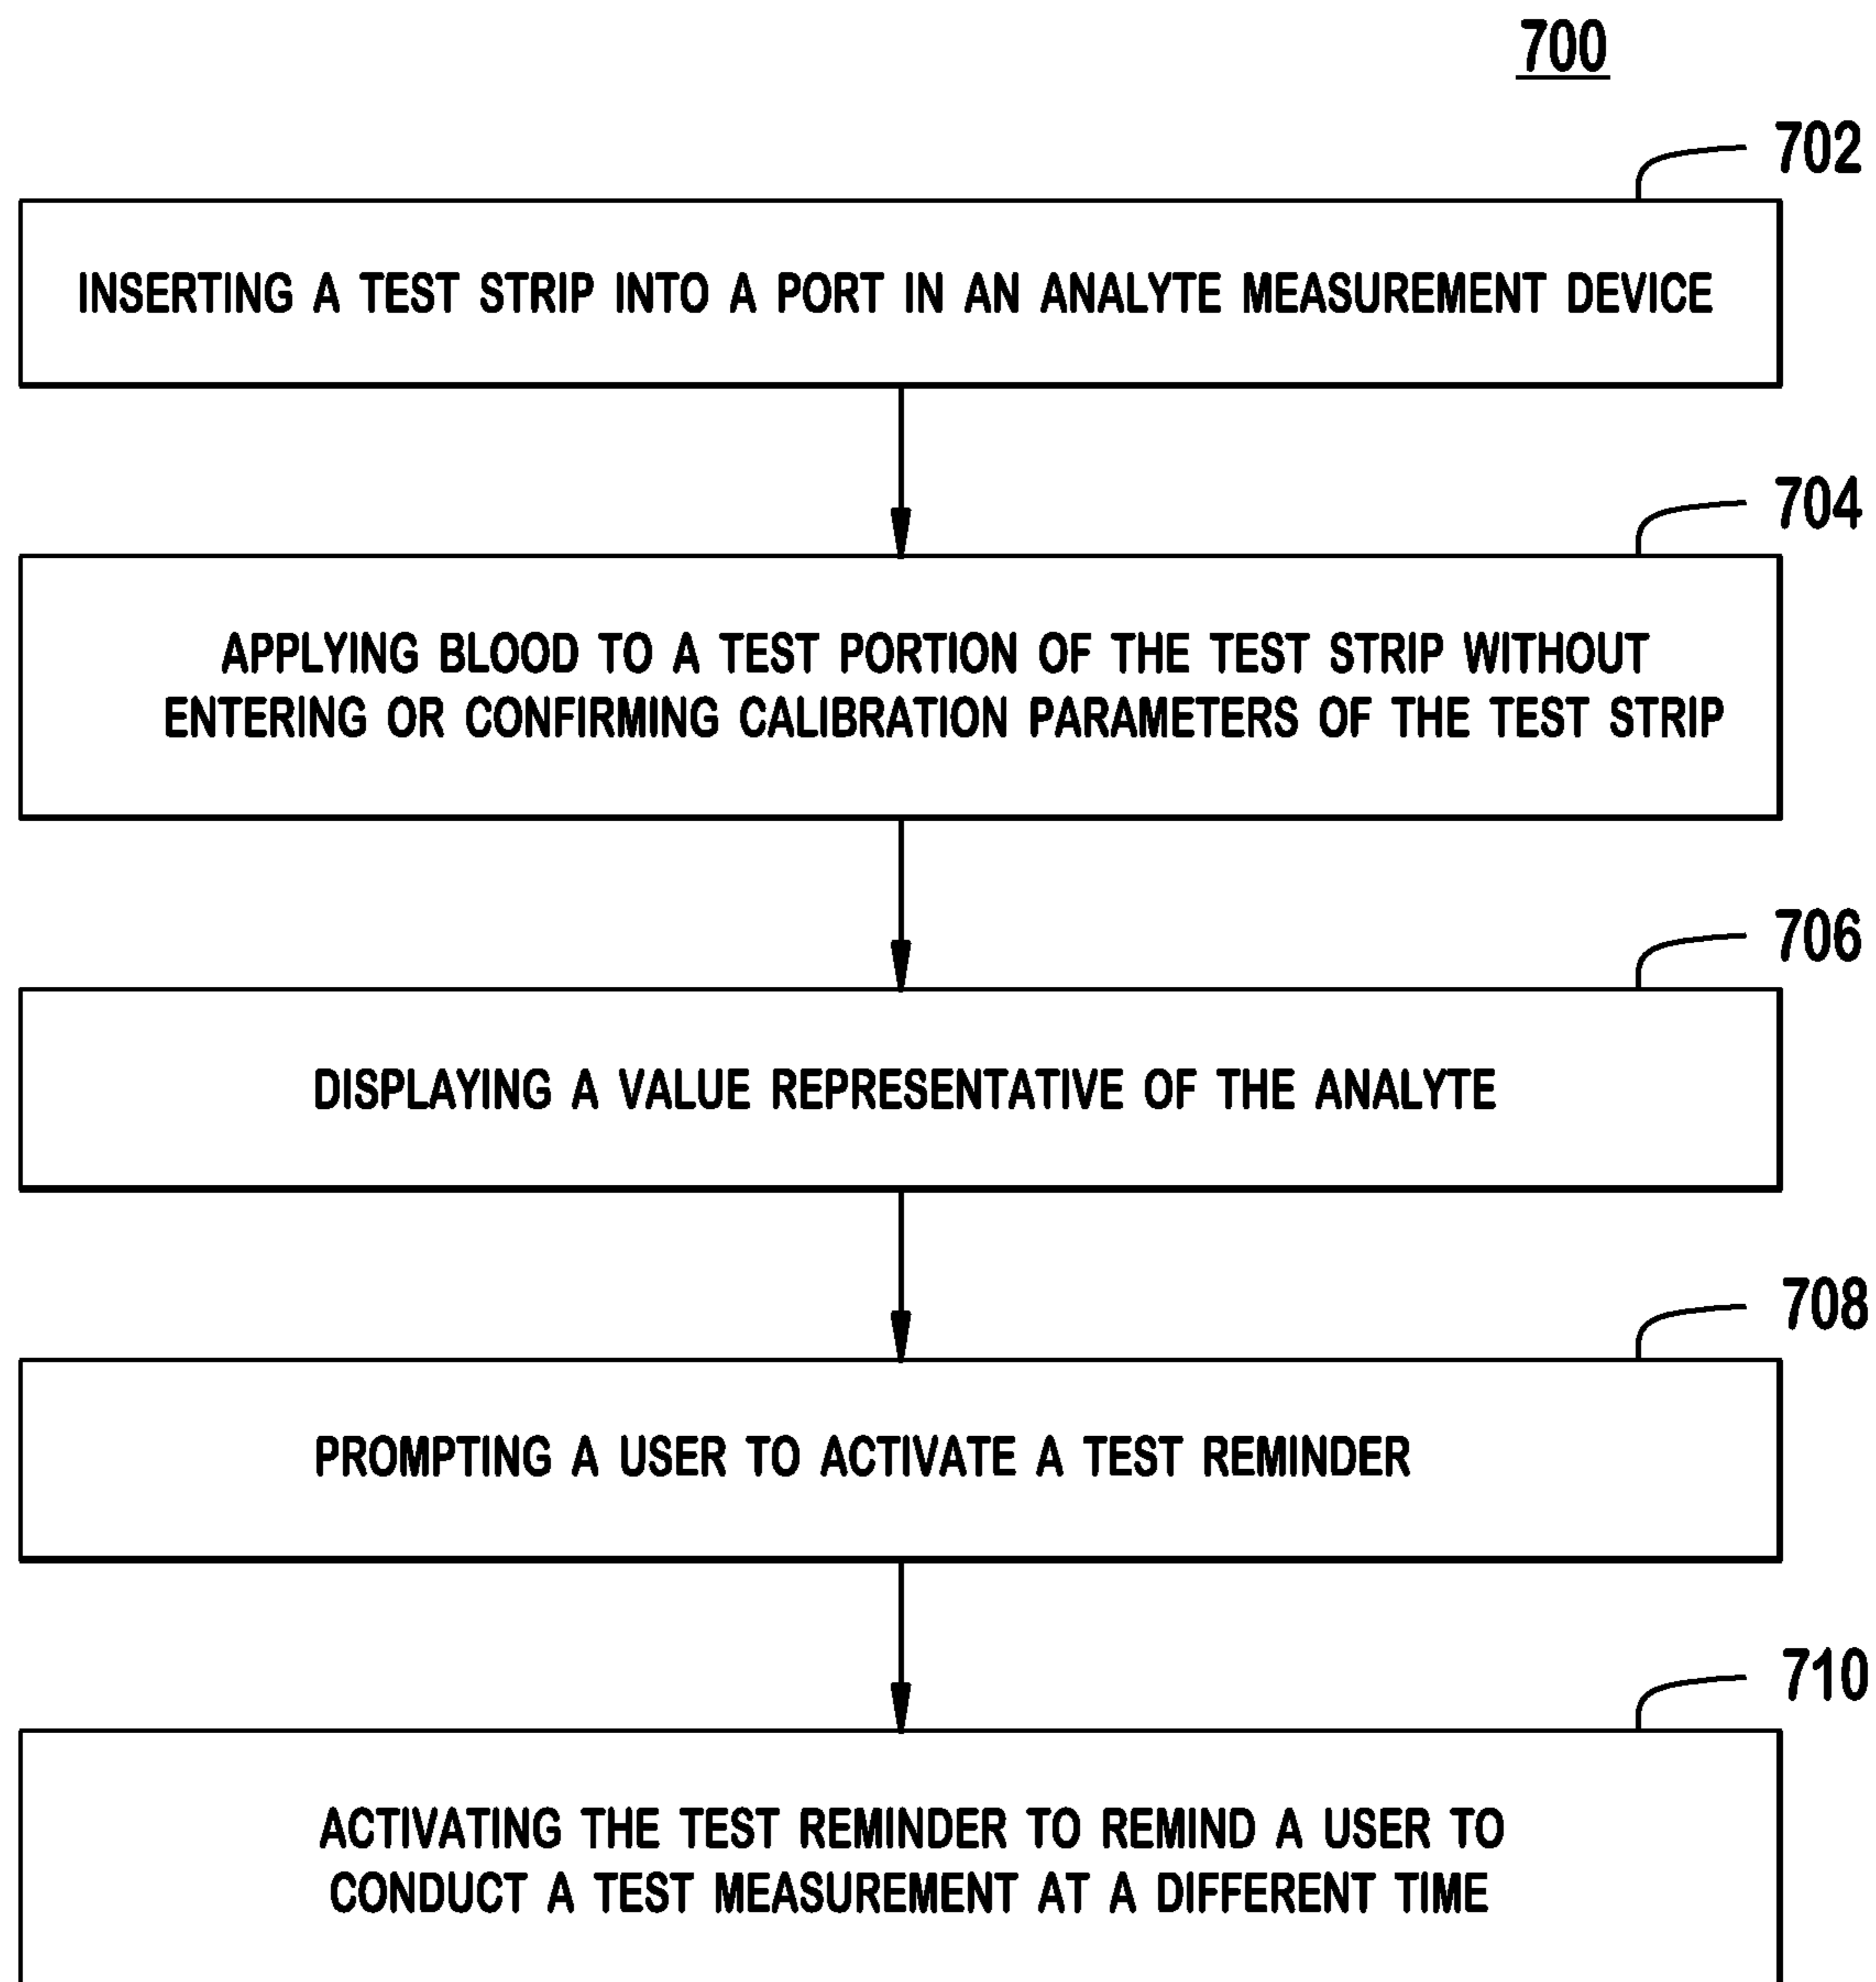 700
702
INSERTING A TEST STRIP INTO A PORT IN AN ANALYTE MEASUREMENT DEVICE
704
APPLYING BLOOD TO A TEST PORTION OF THE TEST STRIP WITHOUT
ENTERING OR CONFIRMING CALIBRATION PARAMETERS OF THE TEST STRIP
706
DISPLAYING A VALUE REPRESENTATIVE OF THE ANALYTE
708
PROMPTING A USER TO ACTIVATE A TEST REMINDER
710
ACTIVATING THE TEST REMINDER TO REMIND A USER TO
CONDUCT A TEST MEASUREMENT AT A DIFFERENT TIME